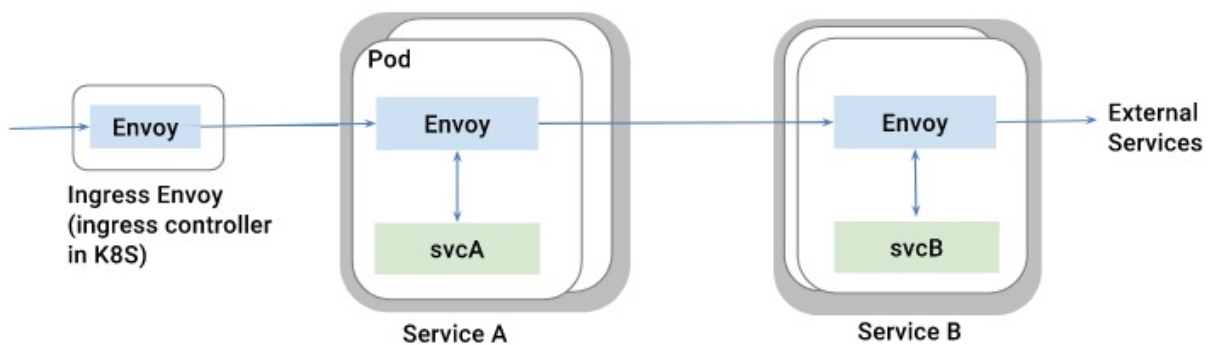 Pod
Envoy
Ingress Envoy
(ingress controller
in K8S)
Envoy
svcA
Service A
Envoy
svcB
Service B
External
Services